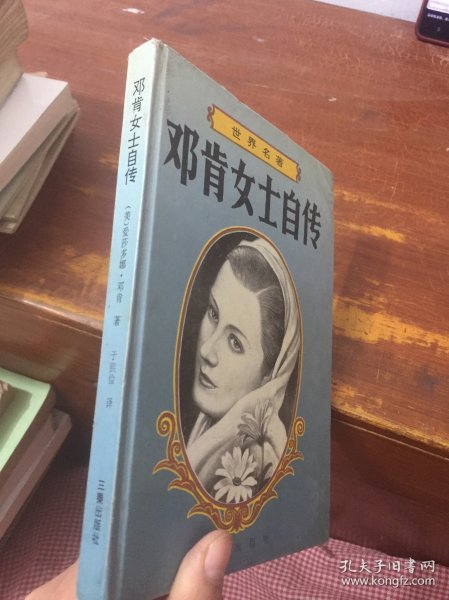 邓肯女士自传
(美)爱莎多娜·邓肯 著
于熙俭 译
三秦出版社
世界名著
邓肯女士自传
孔夫子旧书网
www.kongfz.com